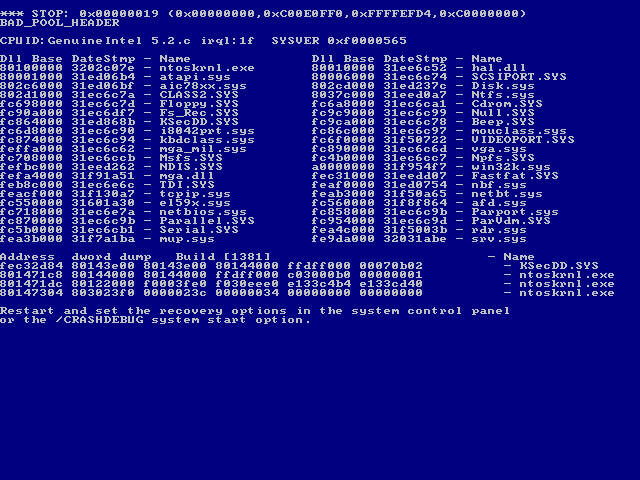 *** STOP: 0x00000019 (0x00000000,0xC00E0FF0,0xFFFFEFD4,0xC0000000)
BAD_POOL_HEADER
CPUID:GenuineIntel 5.2.c irql:1f SYSVER 0xf0000565
Dll Base DateStmp - Name Dll Base DateStmp - Name
80100000 3202c07e - ntoskrnl.exe 80010000 31ee6c52 - hal.dll
80001000 31ed06b4 - atapi.sys 80006000 31ec6c74 - SCSIPORT.SYS
802c6000 31ed06bf - aic78xx.sys 802cd000 31ed237c - Disk.sys
802d1000 31ec6c7a - CLASS2.SYS 8037c000 31eed0a7 - Ntfs.sys
fc698000 31ec6c7d - Floppy.SYS fc6a8000 31ec6ca1 - Cdrom.SYS
fc90a000 31ec6df7 - Fs_Rec.SYS fc9c9000 31ec6c99 - Null.SYS
fc864000 31ed868b - KSecDD.SYS fc9ca000 31ec6c78 - Beep.SYS
fc6d8000 31ec6c90 - i8042prt.sys fc86c000 31ec6c97 - mouclass.sys
fc874000 31ec6c94 - kbdclass.sys fc6f0000 31f50722 - VIDEOPORT.SYS
feffa000 31ec6c62 - mga_mil.sys fc890000 31ec6c6d - vga.sys
fc708000 31ec6ccb - Msfs.SYS fc4b0000 31ec6cc7 - Npfs.SYS
fefbc000 31eed262 - NDIS.SYS a0000000 31f954f7 - win32k.sys
fefa4000 31f91a51 - mga.dll fec31000 31eedd07 - Fastfat.SYS
feb8c000 31ec6e6c - TDI.SYS feaf0000 31ed0754 - nbf.sys
feacf000 31f130a7 - tcpip.sys feab3000 31f50a65 - netbt.sys
fc550000 31601a30 - el59x.sys fc560000 31f8f864 - afd.sys
fc718000 31ec6e7a - netbios.sys fc858000 31ec6c9b - Parport.sys
fc870000 31ec6c9b - Parallel.SYS fc954000 31ec6c9d - ParVdm.SYS
fc5b0000 31ec6cb1 - Serial.SYS fea4c000 31f5003b - rdr.sys
fea3b000 31f7a1ba - mup.sys fe9da000 32031abe - srv.sys
Address dword dump Build [1381] - Name
fec32d84 80143e00 80143e00 80144000 ffdff000 00070b02 - KSecDD.SYS
801471c8 80144000 80144000 ffdff000 c03000b0 00000001 - ntoskrnl.exe
801471dc 80122000 f0003fe0 f030eee0 e133c4b4 e133cd40 - ntoskrnl.exe
80147304 803023f0 0000023c 00000034 00000000 00000000 - ntoskrnl.exe
Restart and set the recovery options in the system control panel
or the /CRASHDEBUG system start option.